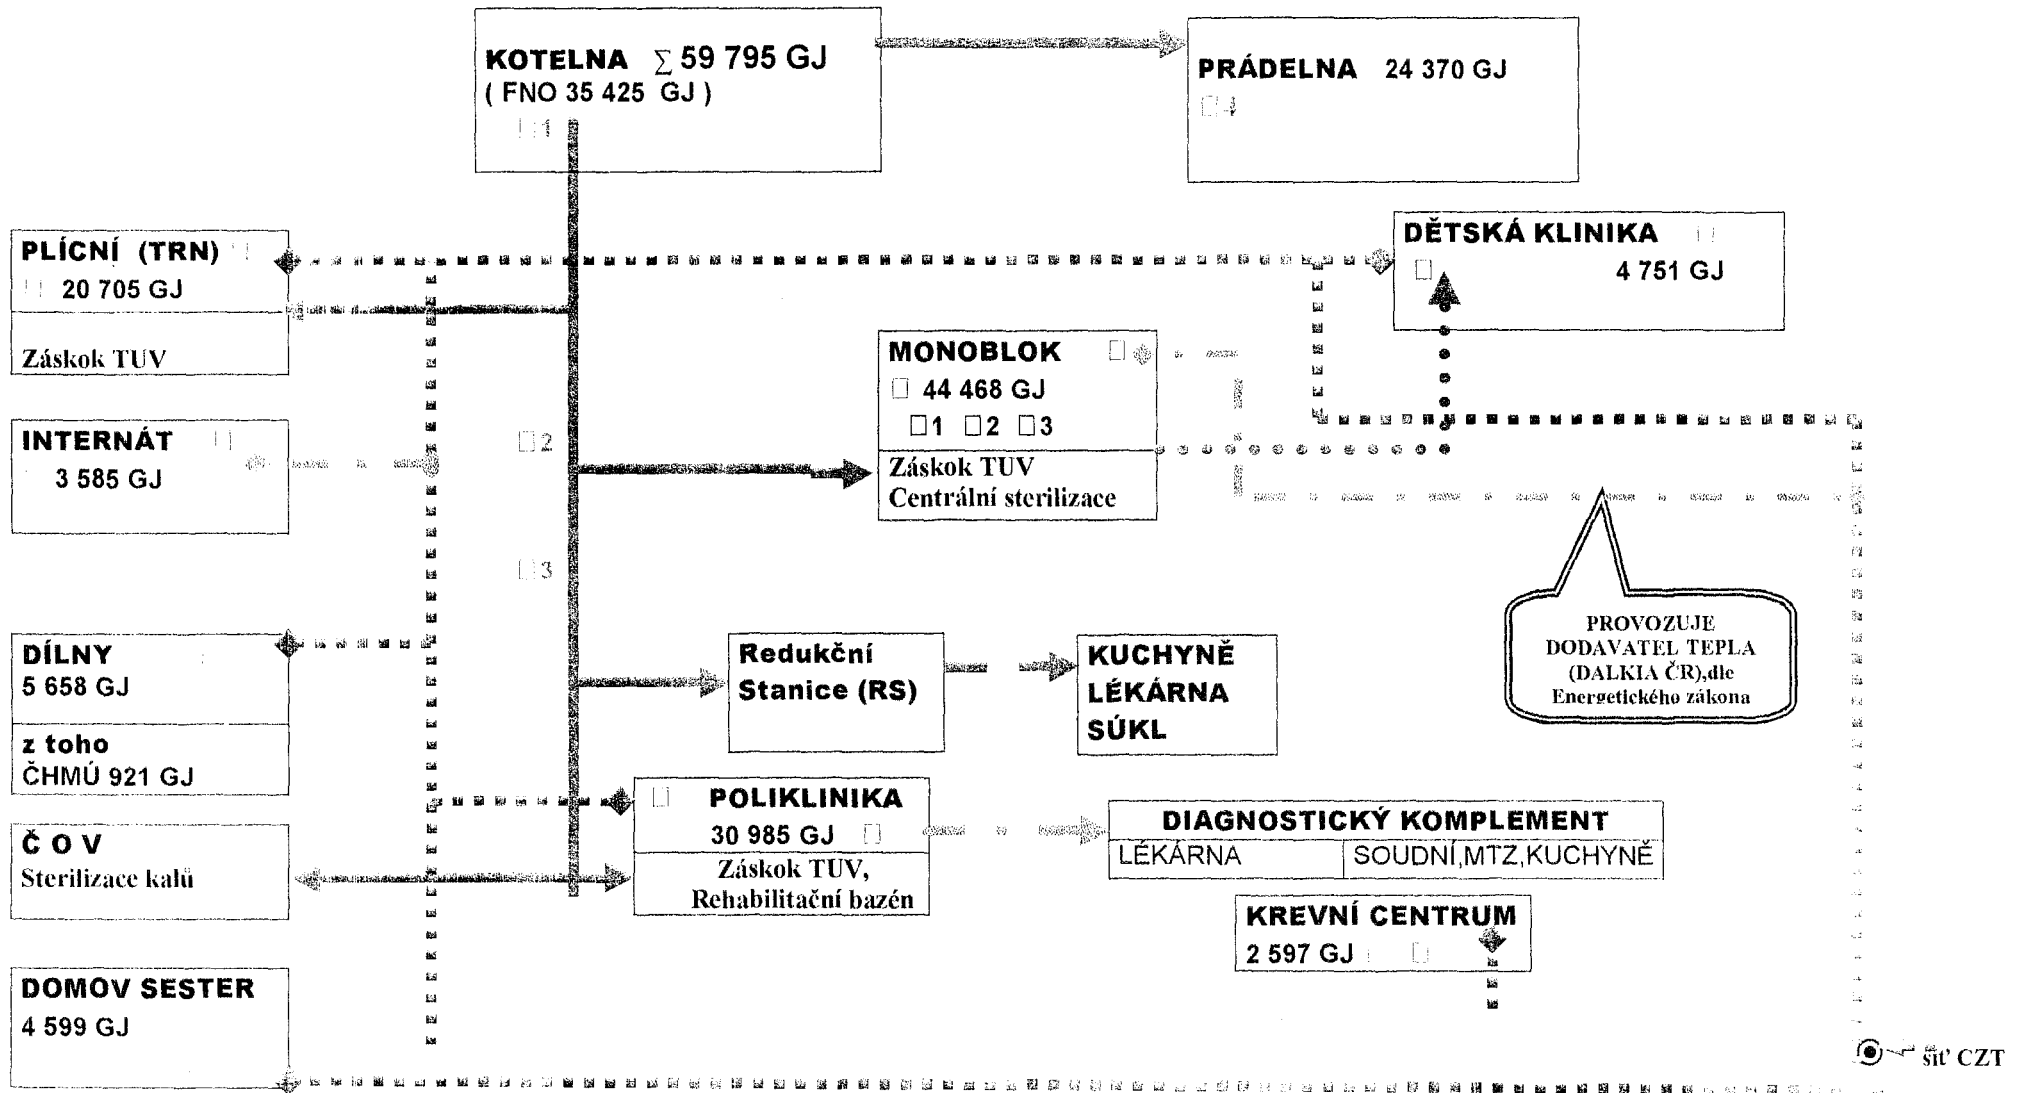 KOTELNA ∑ 59 795 GJ
( FNO 35 425 GJ )
□1
PRÁDELNA 24 370 GJ
□4
PLÍCNÍ (TRN) □
□ 20 705 GJ
Záskok TUV
DĚTSKÁ KLINIKA □
□ 4 751 GJ
MONOBLOK □
□ 44 468 GJ
□1 □2 □3
Záskok TUV
Centrální sterilizace
INTERNÁT □
3 585 GJ
□2
□3
PROVOZUJE
DODAVATEL TEPLA
(DALKIA ČR),dle
Energetického zákona
DÍLNY
5 658 GJ
z toho
ČHMÚ 921 GJ
Redukční
Stanice (RS)
KUCHYNĚ
LÉKÁRNA
SÚKL
□ POLIKLINIKA
30 985 GJ □
Záskok TUV,
Rehabilitační bazén
DIAGNOSTICKÝ KOMPLEMENT
LÉKÁRNA SOUDNÍ,MTZ,KUCHYNĚ
Č O V
Sterilizace kalů
KREVNÍ CENTRUM
2 597 GJ □
DOMOV SESTER
4 599 GJ
síť CZT